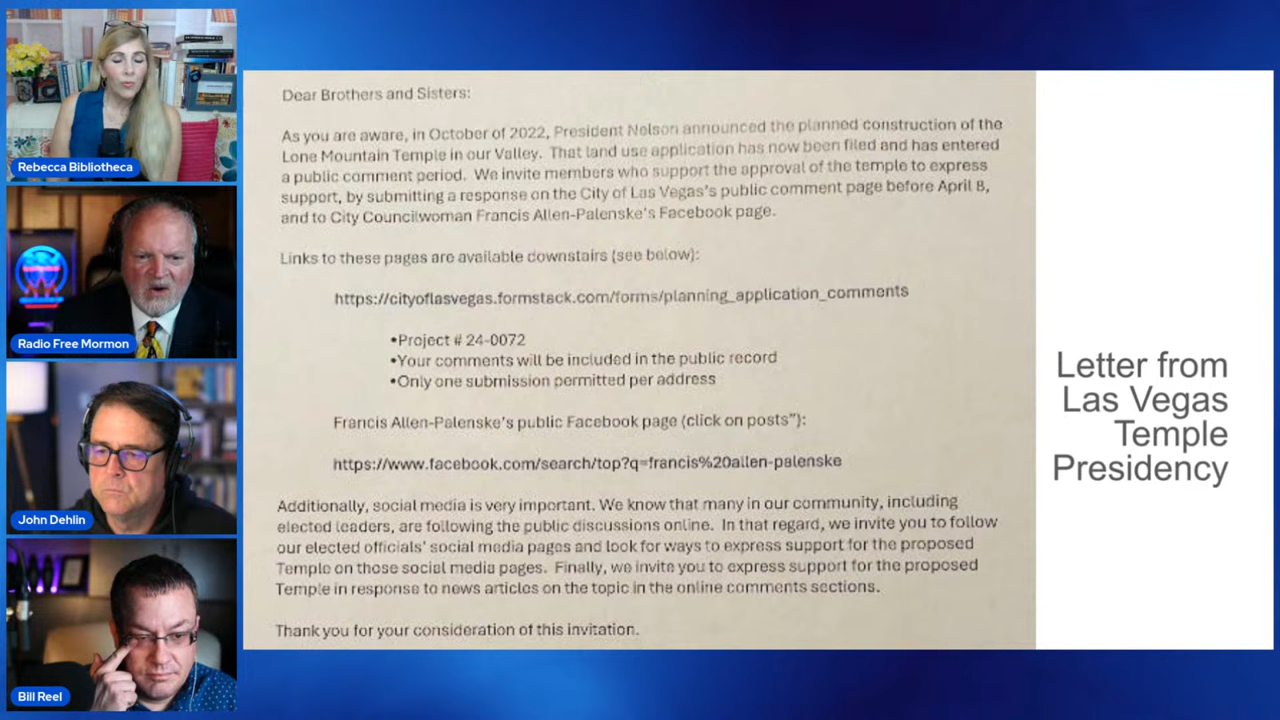 Rebecca Bibliotheca
Radio Free Mormon
John Dehlin
Bill Reel
Dear Brothers and Sisters:
As you are aware, in October of 2022, President Nelson announced the planned construction of the
Lone Mountain Temple in our Valley. That land use application has now been filed and has entered
a public comment period. We invite members who support the approval of the temple to express
support, by submitting a response on the City of Las Vegas's public comment page before April 8,
and to City Councilwoman Francis Allen-Palenske's Facebook page.
Links to these pages are available downstairs (see below):
https://cityoflasvegas.formstack.com/forms/planning_application_comments
•Project # 24-0072
•Your comments will be included in the public record
•Only one submission permitted per address
Francis Allen-Palenske's public Facebook page (click on posts"):
https://www.facebook.com/search/top?q=francis%20allen-palenske
Additionally, social media is very important. We know that many in our community, including
elected leaders, are following the public discussions online. In that regard, we invite you to follow
our elected officials' social media pages and look for ways to express support for the proposed
Temple on those social media pages. Finally, we invite you to express support for the proposed
Temple in response to news articles on the topic in the online comments sections.
Thank you for your consideration of this invitation.
Letter from
Las Vegas
Temple
Presidency